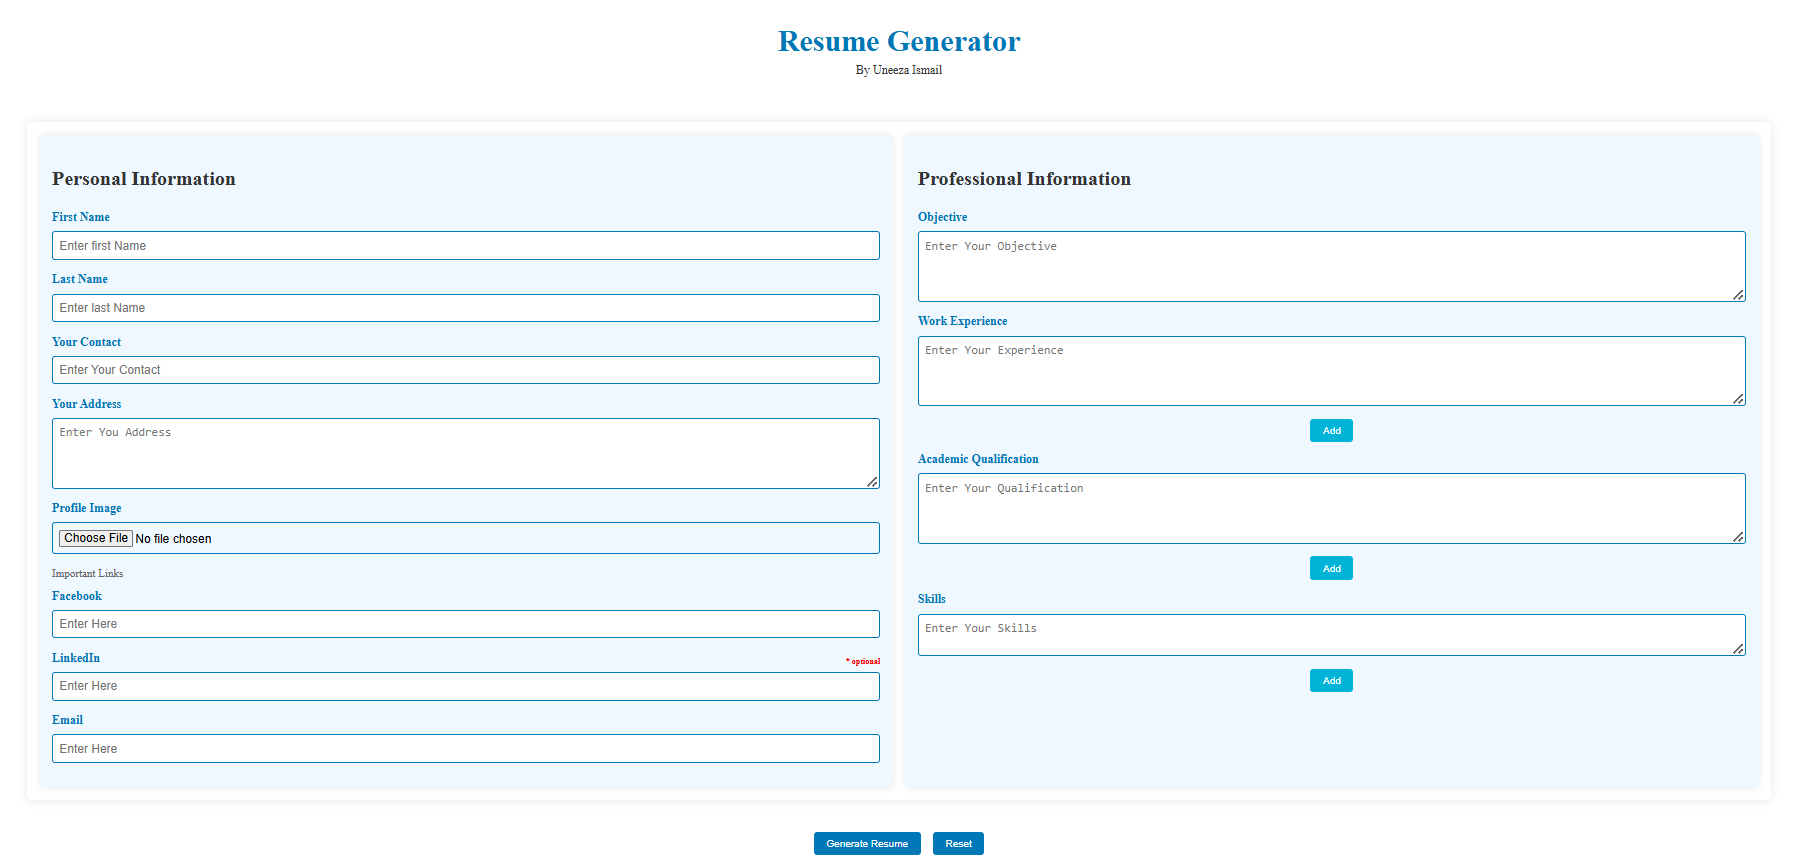 Resume Generator
By Uneeza Ismail
Personal Information
First Name
Enter first Name
Last Name
Enter last Name
Your Contact
Enter Your Contact
Your Address
Enter You Address
Profile Image
Choose File No file chosen
Important Links
Facebook
Enter Here
LinkedIn * optional
Enter Here
Email
Enter Here
Professional Information
Objective
Enter Your Objective
Work Experience
Enter Your Experience
Add
Academic Qualification
Enter Your Qualification
Add
Skills
Enter Your Skills
Add
Generate Resume Reset